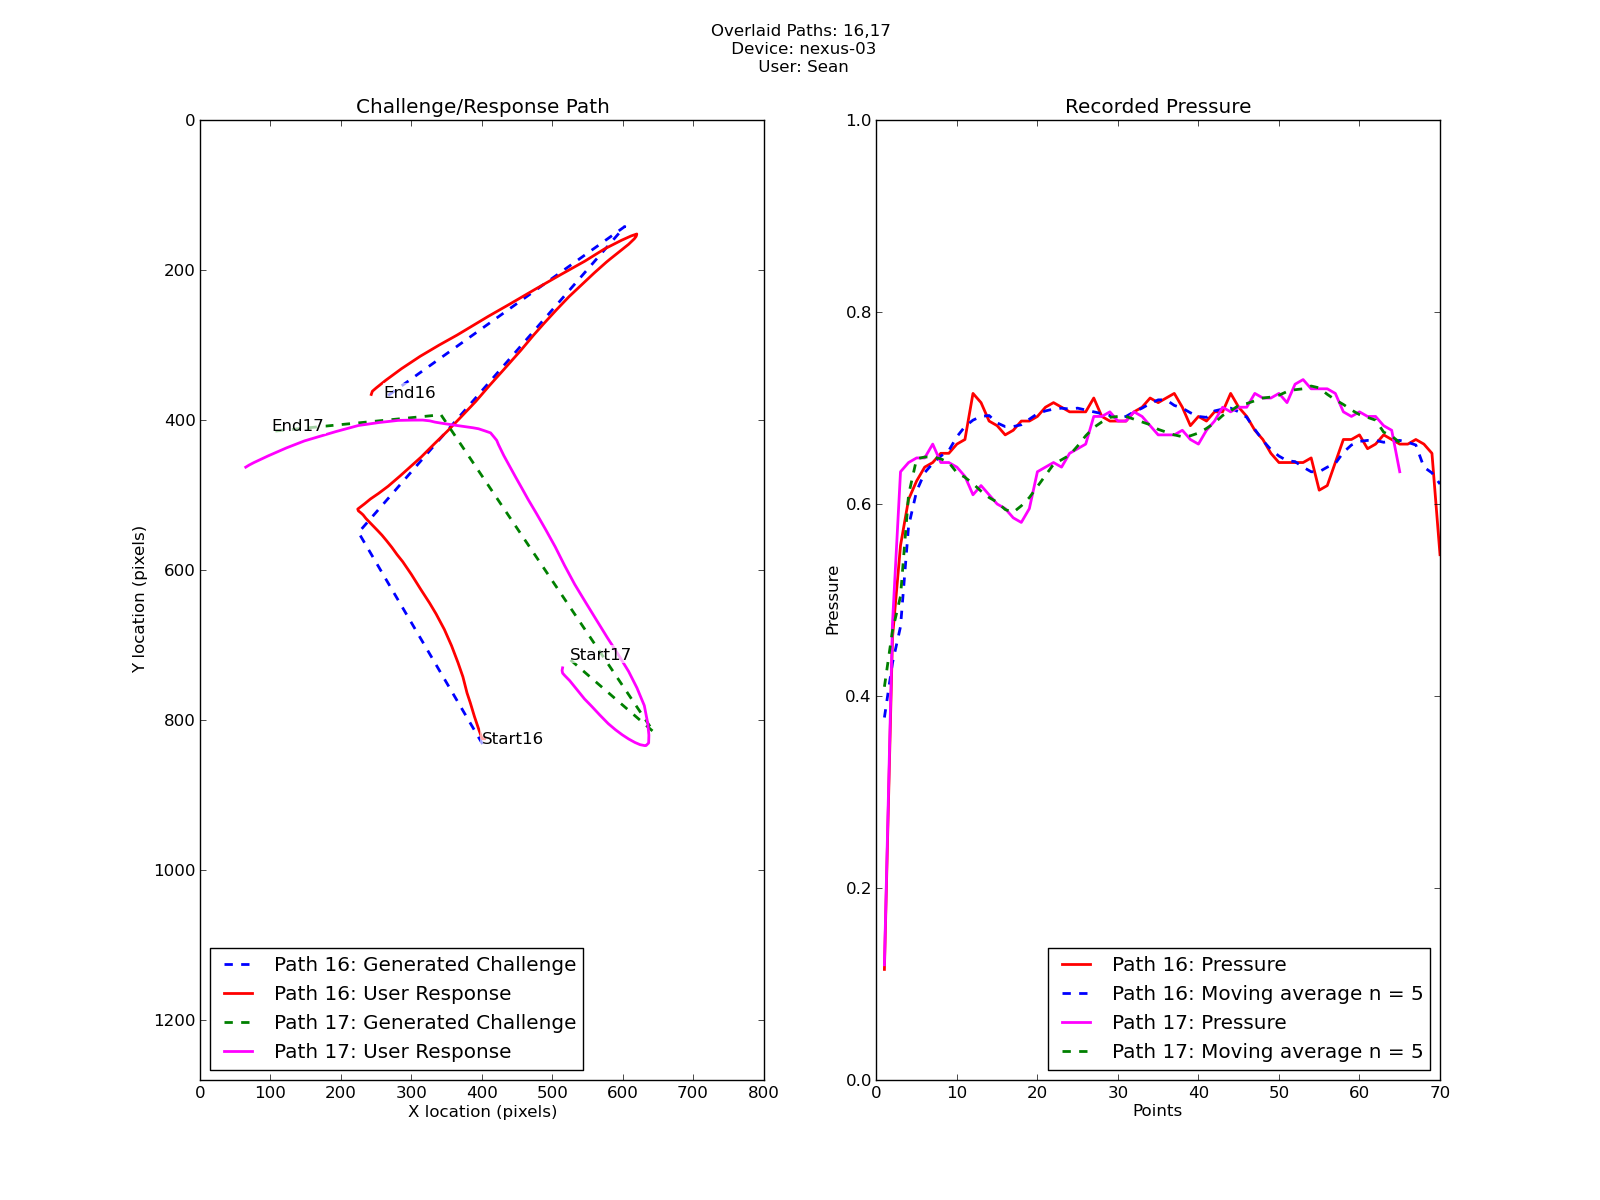 Overlaid Paths: 16,17
Device: nexus-03
User: Sean
Challenge/Response Path
0
200
400
600
800
1000
1200
Y location (pixels)
End16
End17
Start17
Start16
Path 16: Generated Challenge
Path 16: User Response
Path 17: Generated Challenge
Path 17: User Response
0 100 200 300 400 500 600 700 800
X location (pixels)
Recorded Pressure
1.0
0.8
0.6
0.4
0.2
0.0
Pressure
Path 16: Pressure
Path 16: Moving average n = 5
Path 17: Pressure
Path 17: Moving average n = 5
0 10 20 30 40 50 60 70
Points